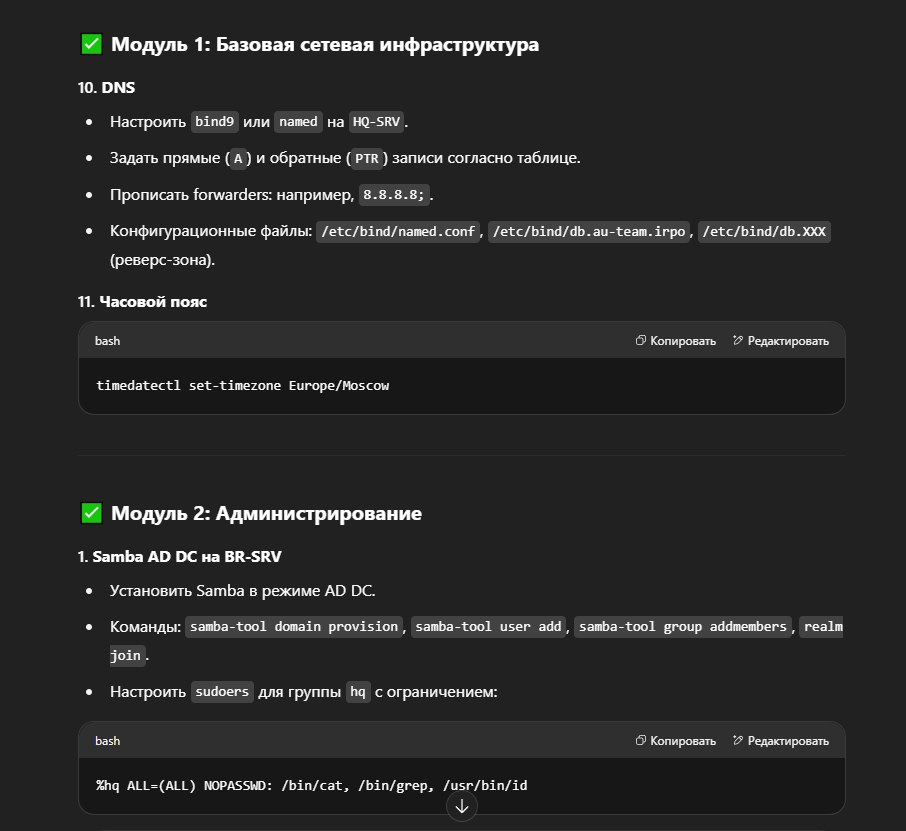 ✅ Модуль 1: Базовая сетевая инфраструктура
10. DNS
• Настроить bind9 или named на HQ-SRV.
• Задать прямые (A) и обратные (PTR) записи согласно таблице.
• Прописать forwarders: например, 8.8.8.8;.
• Конфигурационные файлы: /etc/bind/named.conf, /etc/bind/db.au-team.irpo, /etc/bind/db.XXX
(реверс-зона).
11. Часовой пояс
bash Копировать Редактировать
timedatectl set-timezone Europe/Moscow
✅ Модуль 2: Администрирование
1. Samba AD DC на BR-SRV
• Установить Samba в режиме AD DC.
• Команды: samba-tool domain provision, samba-tool user add, samba-tool group addmembers, realm
join.
• Настроить sudoers для группы hq с ограничением:
bash Копировать Редактировать
%hq ALL=(ALL) NOPASSWD: /bin/cat, /bin/grep, /usr/bin/id